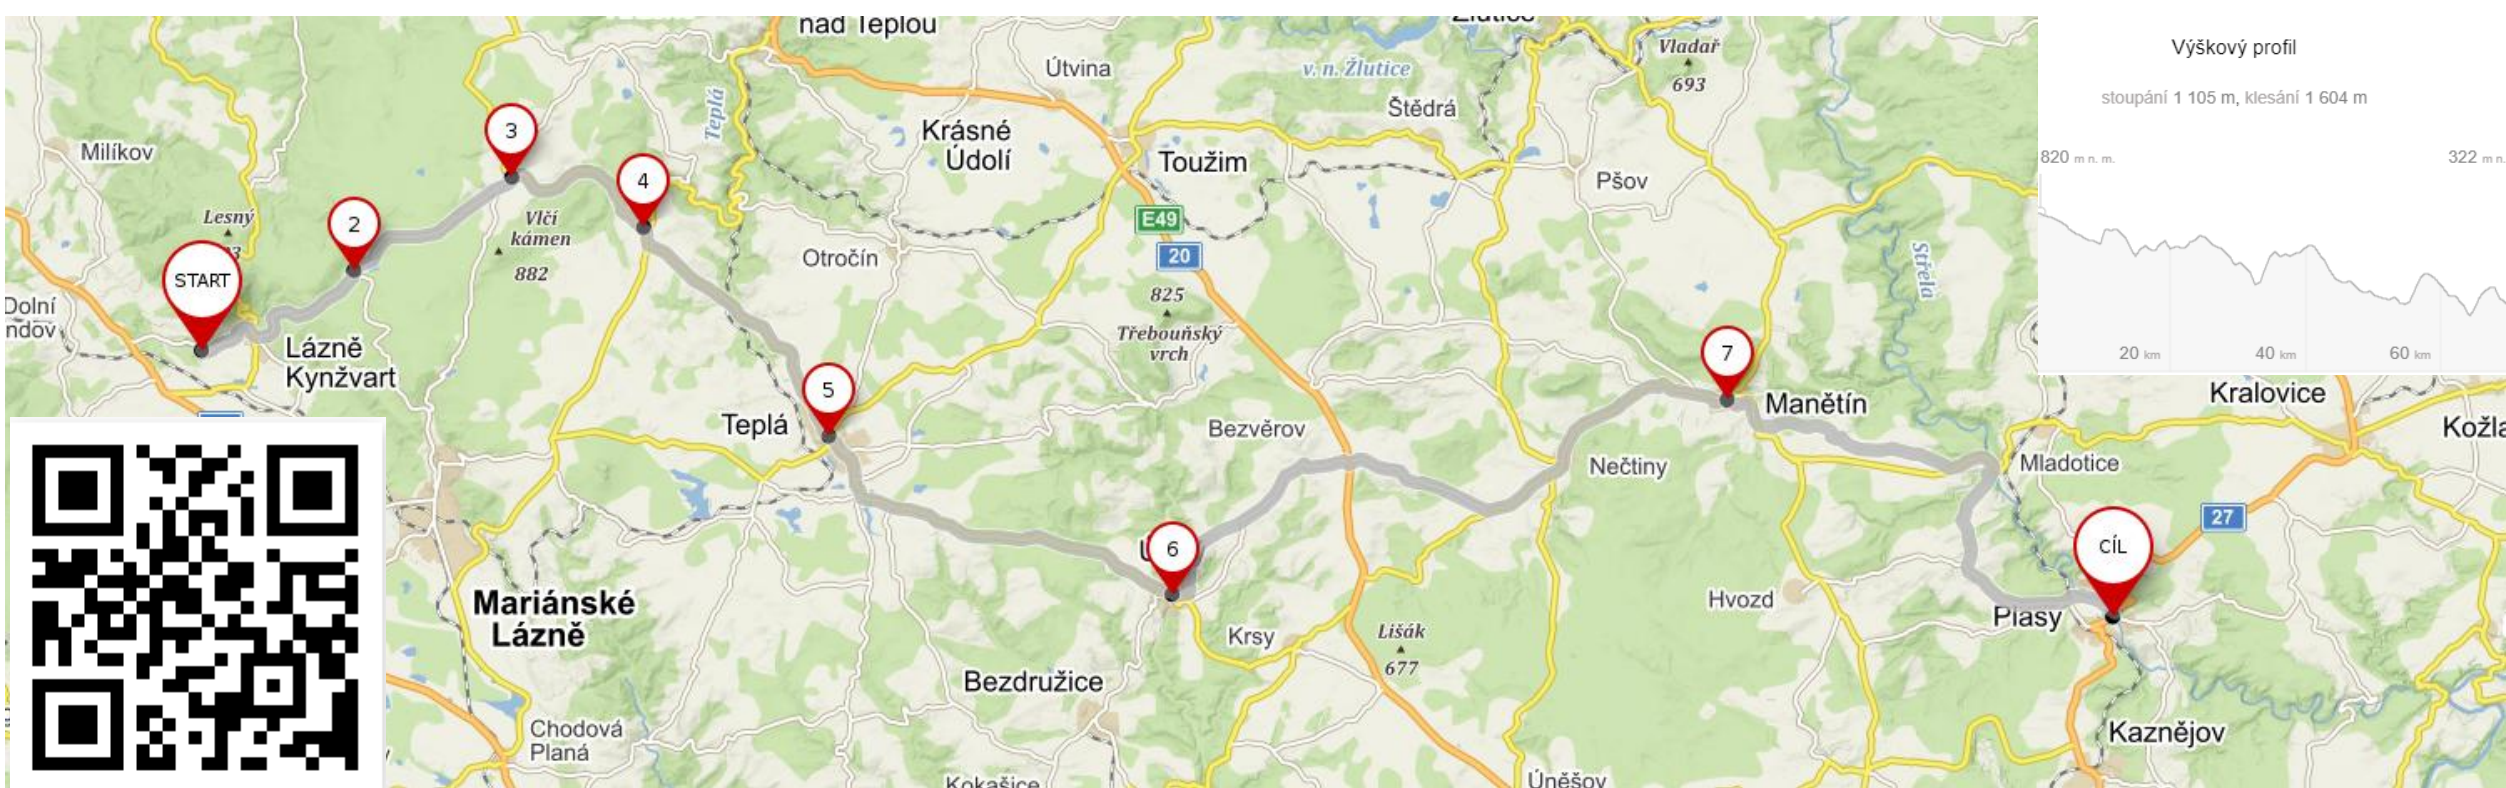 nad Teplou
Útvina
v. n. Žlutice
Vladař
693
Výškový profil
stoupání 1 105 m, klesání 1 604 m
Štědrá
Teplá
3
Krásné
Údolí
Milíkov
Toužim
820 m n. m.
322 m n.
4
Pšov
Lesný
2
Vlčí
kámen
882
E49
20
Otročín
START
Střela
825
Třebouňský
vrch
Dolní
ndov
Lázně
Kynžvart
7
20 km
40 km
60 km
5
Manětín
Kralovice
Teplá
Bezvěrov
Nečtiny
Mladotice
27
6
CÍL
Mariánské
Lázně
Hvozd
Plasy
Krsy
Lišák
677
Bezdružice
Chodová
Planá
Kaznějov
Kokašice
Úněšov